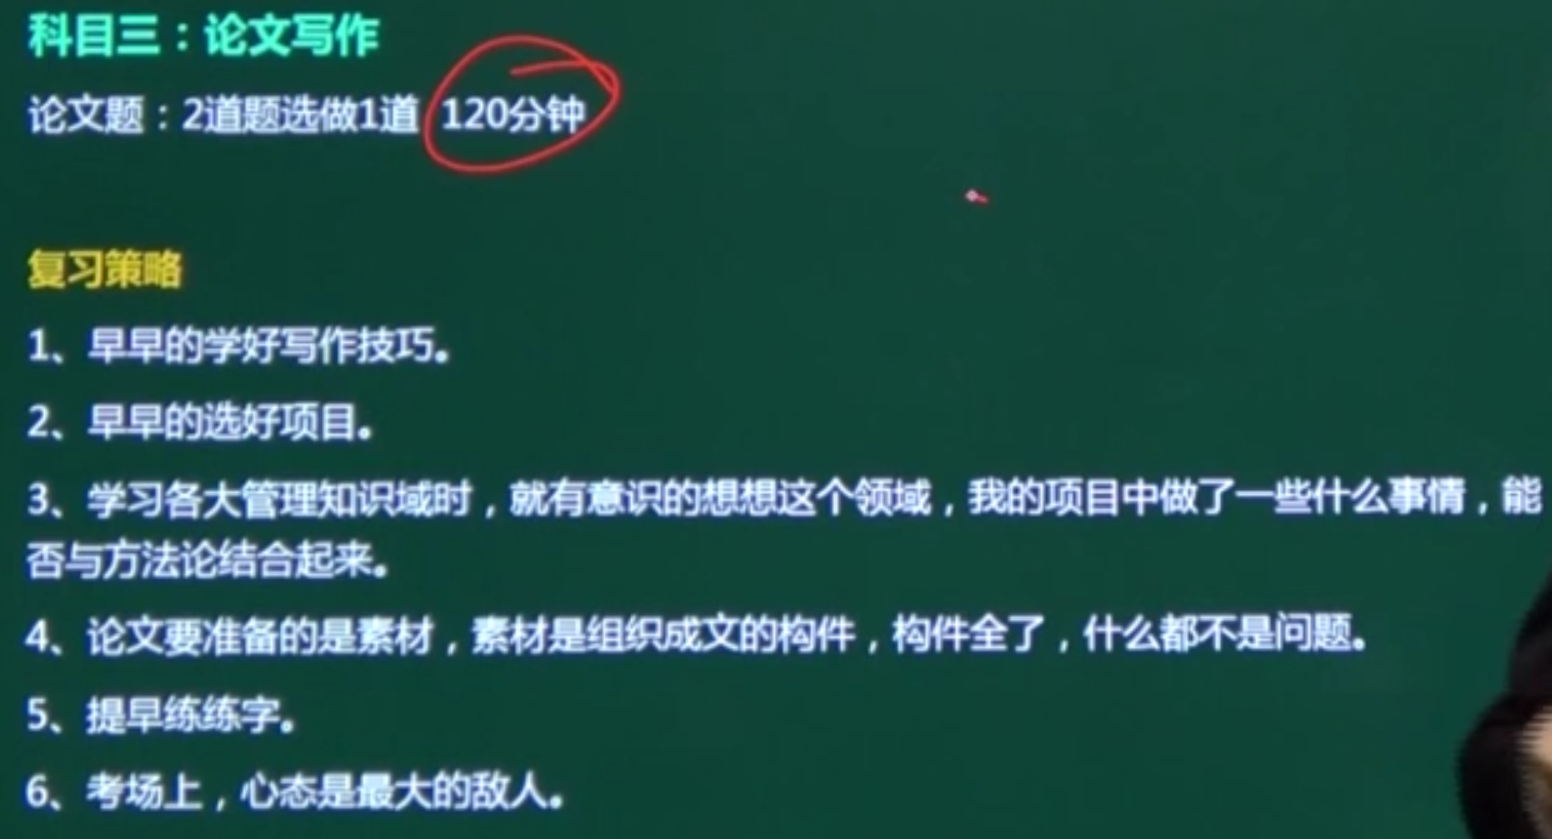 科目三：论文写作
论文题：2道题选做1道 120分钟
复习策略
1、早早的学好写作技巧。
2、早早的选好项目。
3、学习各大管理知识域时，就有意识的想想这个领域，我的项目中做了一些什么事情，能
否与方法论结合起来。
4、论文要准备的是素材，素材是组织成文的构件，构件全了，什么都不是问题。
5、提早练练字。
6、考场上，心态是最大的敌人。